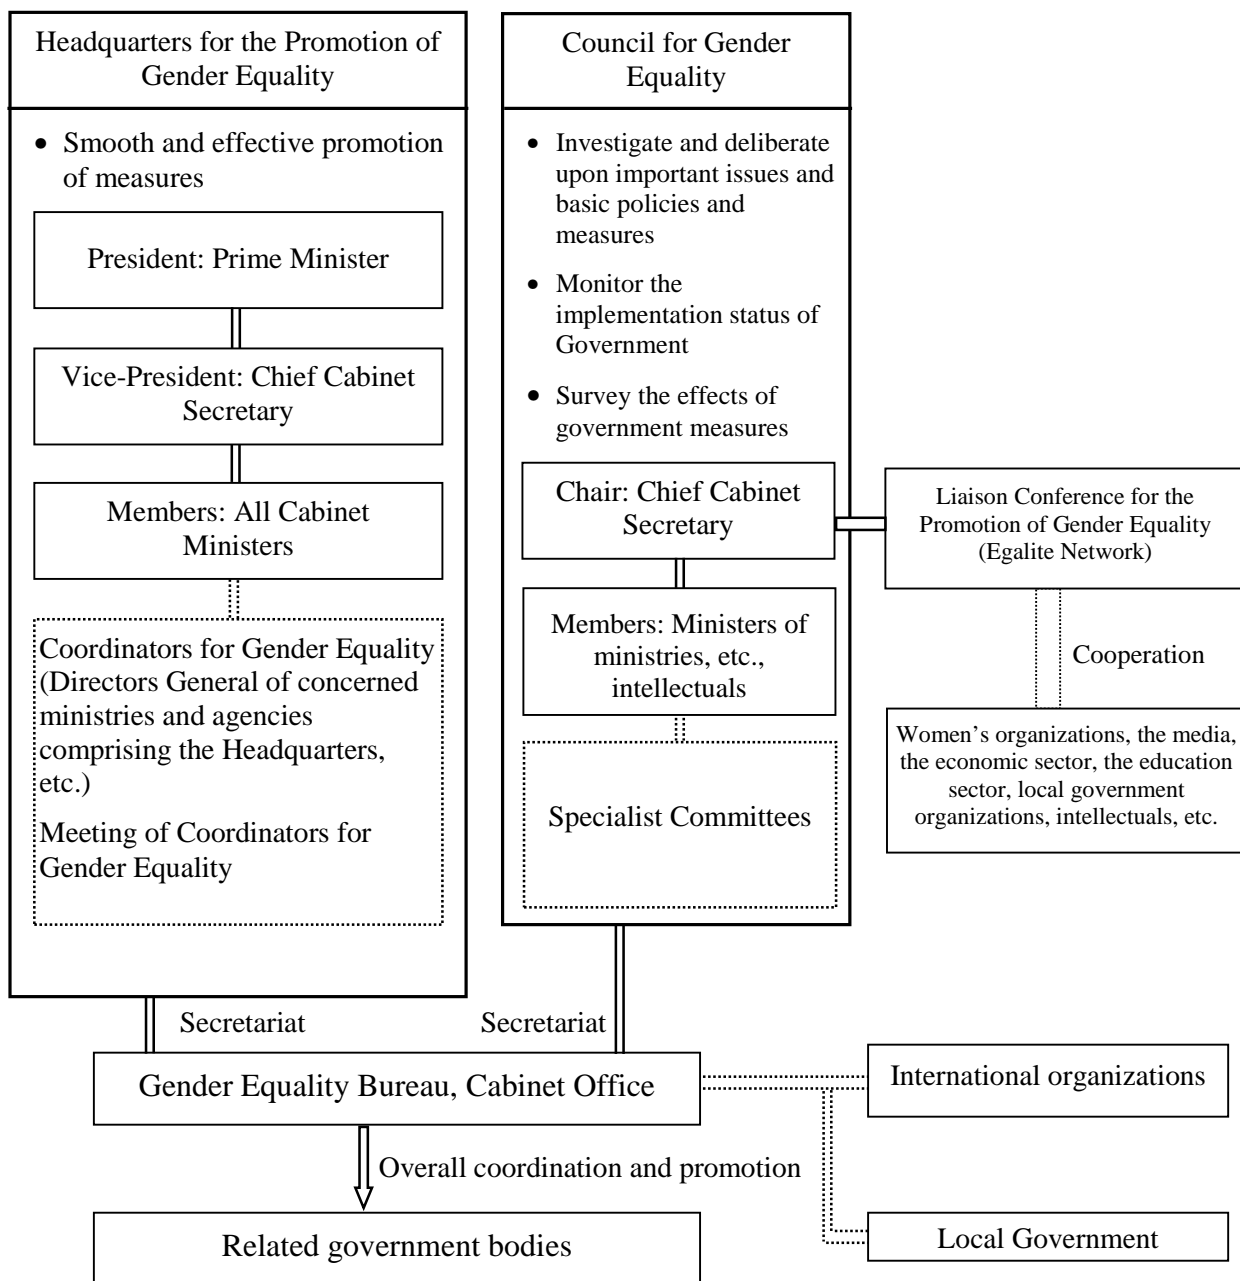 Headquarters for the Promotion of
Gender Equality
• Smooth and effective promotion
of measures
President: Prime Minister
Vice-President: Chief Cabinet
Secretary
Members: All Cabinet
Ministers
Coordinators for Gender Equality
(Directors General of concerned
ministries and agencies
comprising the Headquarters,
etc.)
Meeting of Coordinators for
Gender Equality
Council for Gender
Equality
• Investigate and deliberate
upon important issues and
basic policies and
measures
• Monitor the
implementation status of
Government
• Survey the effects of
government measures
Chair: Chief Cabinet
Secretary
Members: Ministers of
ministries, etc.,
intellectuals
Specialist Committees
Liaison Conference for the
Promotion of Gender Equality
(Egalite Network)
Cooperation
Women’s organizations, the media,
the economic sector, the education
sector, local government
organizations, intellectuals, etc.
Secretariat
Secretariat
Gender Equality Bureau, Cabinet Office
International organizations
Overall coordination and promotion
Related government bodies
Local Government